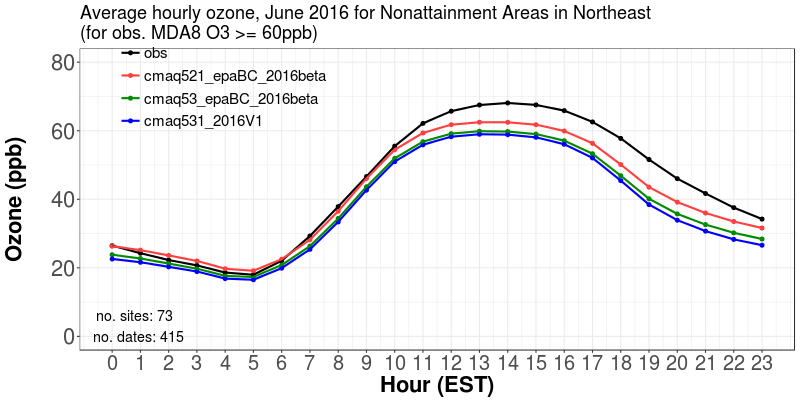 Average hourly ozone, June 2016 for Nonattainment Areas in Northeast
(for obs. MDA8 O3 >= 60ppb)
obs
cmaq521_epaBC_2016beta
cmaq53_epaBC_2016beta
cmaq531_2016V1
80
60
40
20
0
Ozone (ppb)
no. sites: 73
no. dates: 415
0 1 2 3 4 5 6 7 8 9 10 11 12 13 14 15 16 17 18 19 20 21 22 23
Hour (EST)